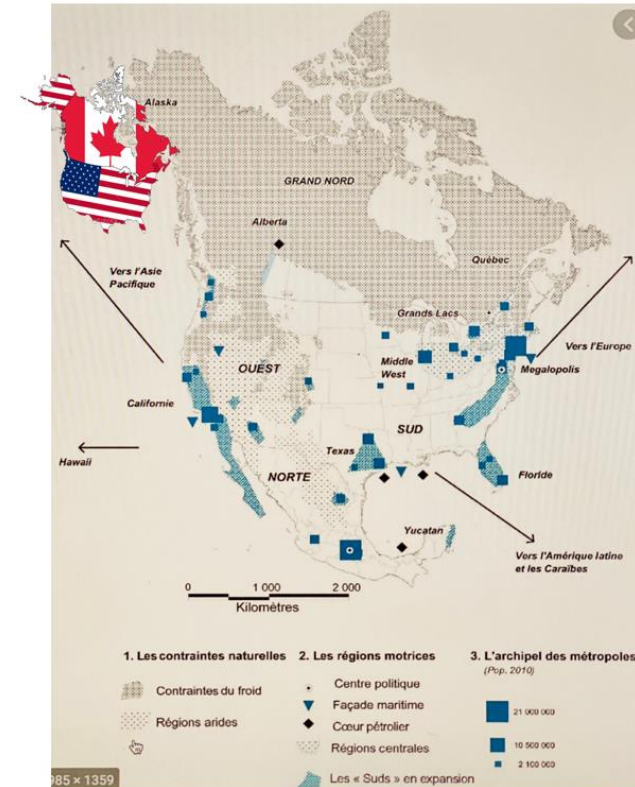 Alaska
GRAND NORD
Alberta
Québec
Vers l'Asie
Pacifique
Grands Lacs
Vers l'Europe
Middle
West
OUEST
Megalopolis
Californie
SUD
Texas
Hawaii
NORTE
Floride
Yucatan
Vers l'Amérique latine
et les Caraïbes
0 1 000 2 000
Kilomètres
1. Les contraintes naturelles
Contraintes du froid
Régions arides
2. Les régions motrices
Centre politique
Façade maritime
Cœur pétrolier
Régions centrales
Les « Suds » en expansion
3. L'archipel des métropoles
(Pop. 2010)
21 000 000
10 500 000
2 100 000
985 × 1359